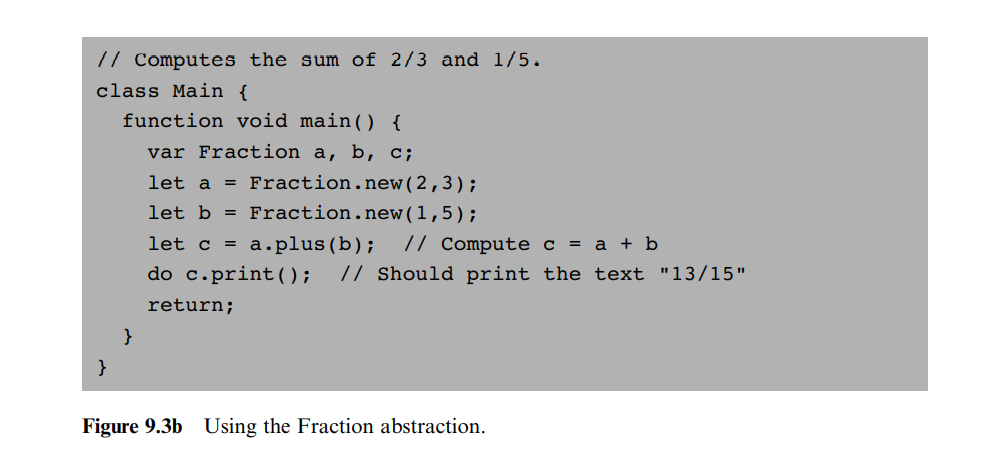 // Computes the sum of 2/3 and 1/5.
class Main {
  function void main() {
    var Fraction a, b, c;
    let a = Fraction.new(2,3);
    let b = Fraction.new(1,5);
    let c = a.plus(b);  // Compute c = a + b
    do c.print();  // Should print the text "13/15"
    return;
  }
}
Figure 9.3b Using the Fraction abstraction.